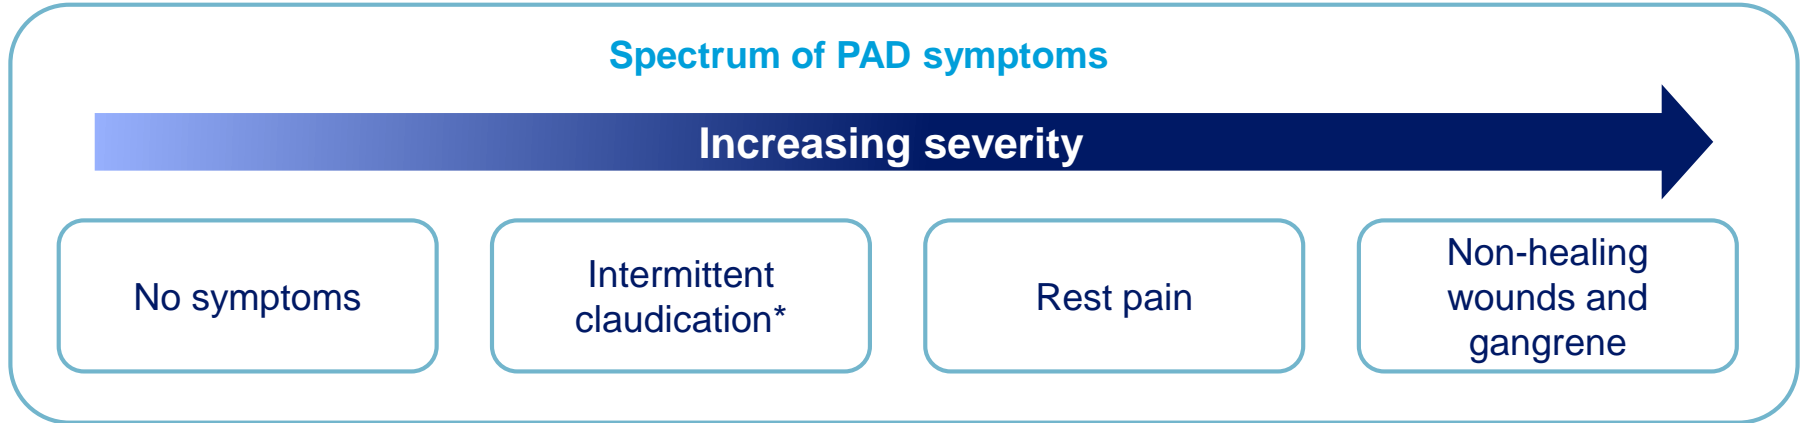 Spectrum of PAD symptoms
Increasing severity
No symptoms
Intermittent
claudication*
Rest pain
Non-healing
wounds and
gangrene